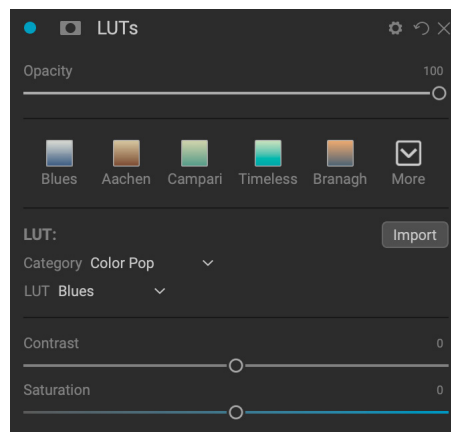 LUTs
Opacity 100
Blues Aachen Campari Timeless Branagh More
LUT: Import
Category Color Pop
LUT Blues
Contrast 0
Saturation 0